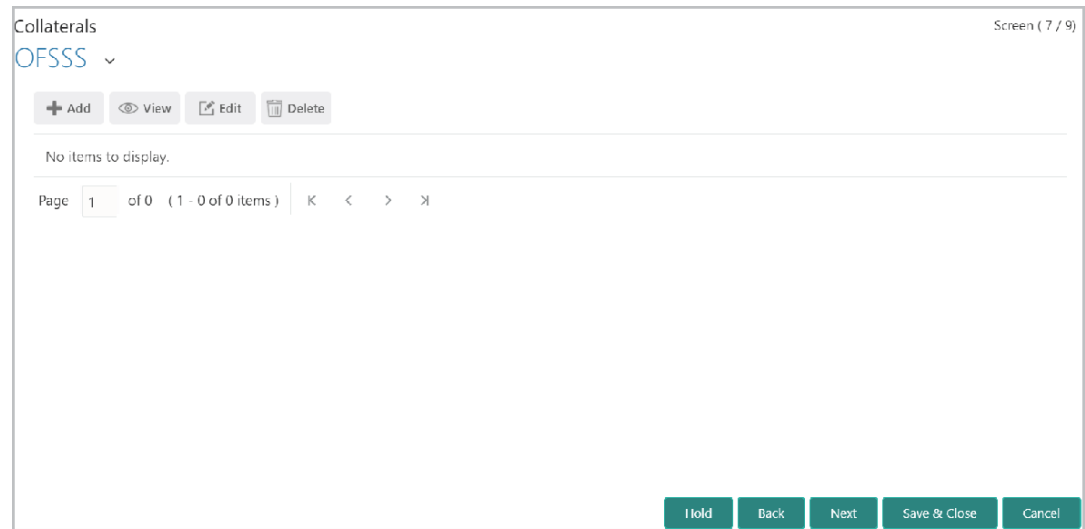 Collaterals
Screen ( 7 / 9)
OFSSS
Add View Edit Delete
No items to display.
Page 1 of 0 ( 1 - 0 of 0 items )
Hold Back Next Save & Close Cancel